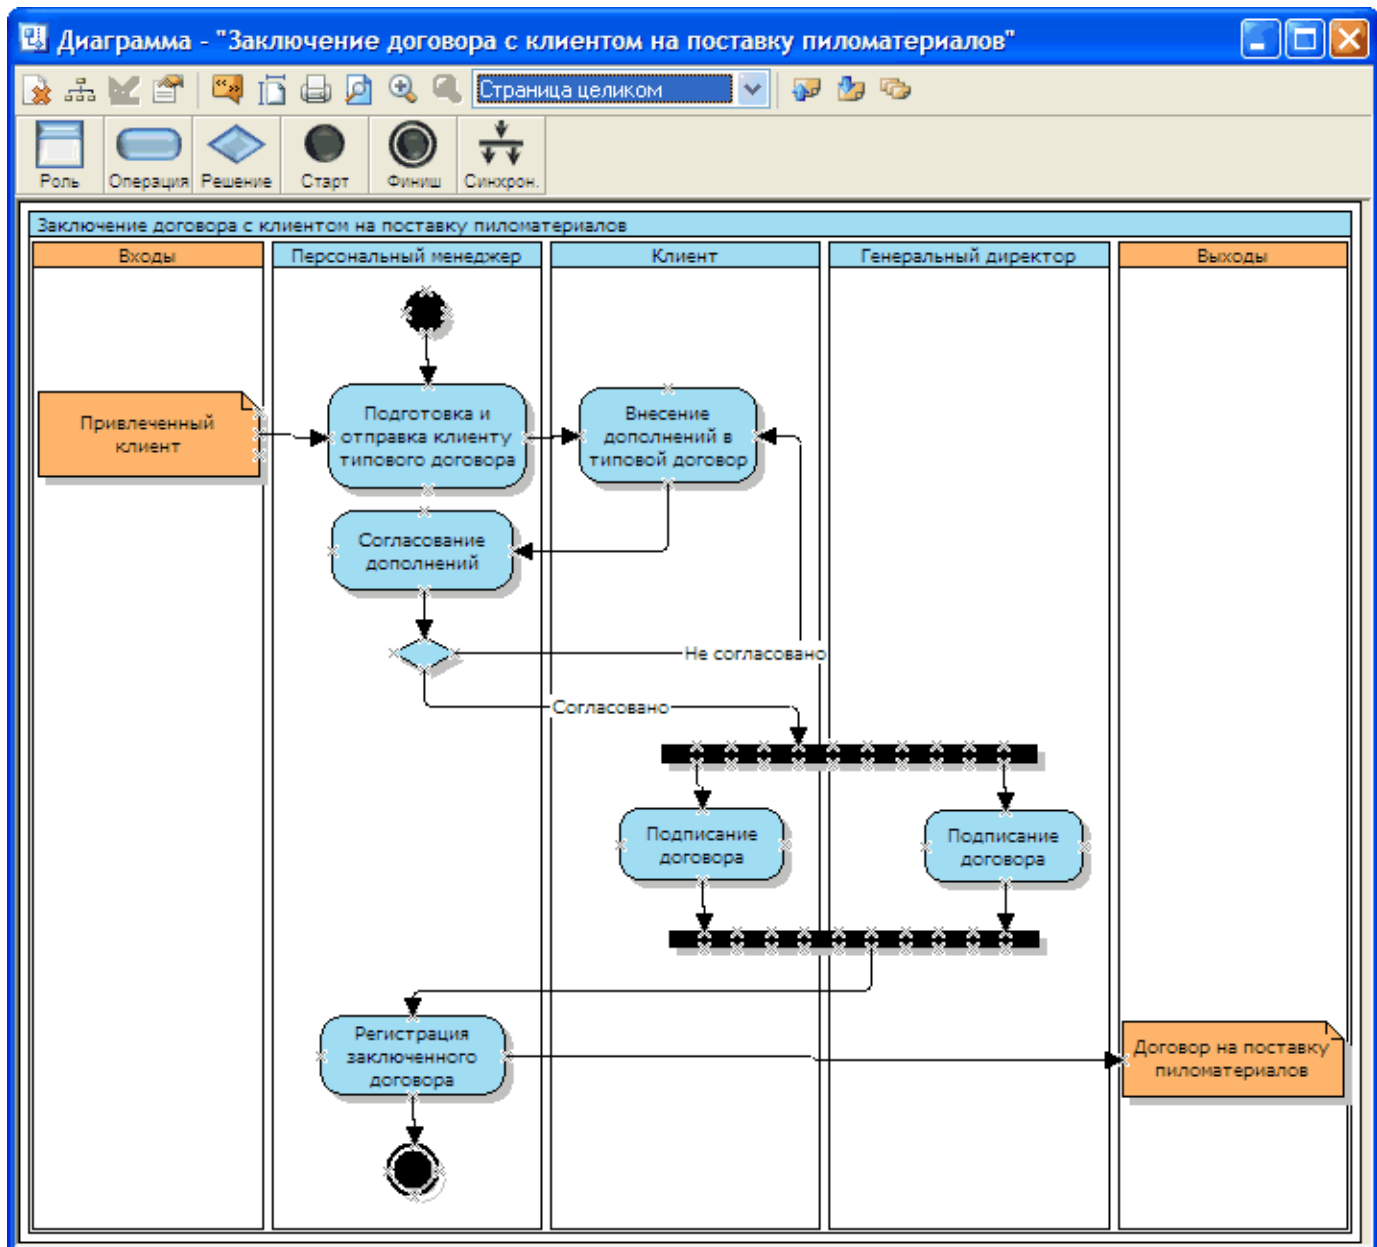 Диаграмма - "Заключение договора с клиентом на поставку пиломатериалов"
Страница целиком
Роль
Операция
Решение
Старт
Финиш
Синхрон.
Заключение договора с клиентом на поставку пиломатериалов
Входы
Персональный менеджер
Клиент
Генеральный директор
Выходы
Привлеченный
клиент
Подготовка и
отправка клиенту
типового договора
Внесение
дополнений в
типовой договор
Согласование
дополнений
Не согласовано
Согласовано
Подписание
договора
Подписание
договора
Регистрация
заключенного
договора
Договор на поставку
пиломатериалов